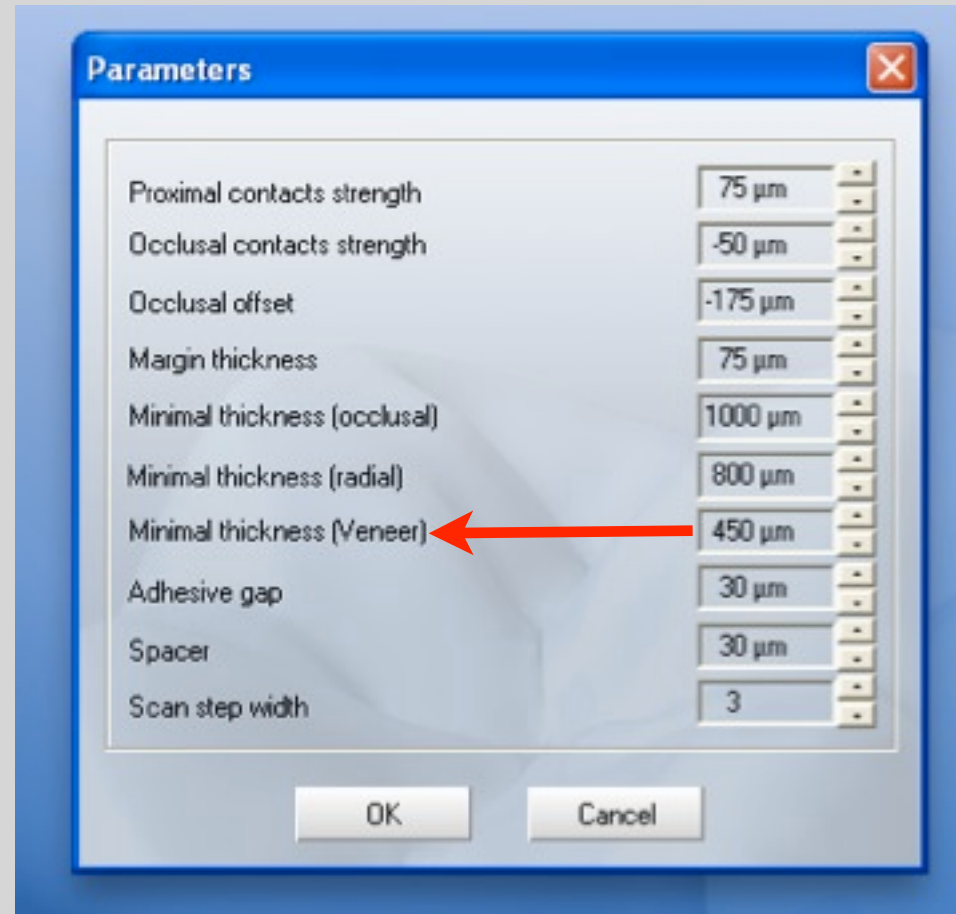 Parameters
Proximal contacts strength 75 µm
Occlusal contacts strength -50 µm
Occlusal offset -175 µm
Margin thickness 75 µm
Minimal thickness (occlusal) 1000 µm
Minimal thickness (radial) 800 µm
Minimal thickness (Veneer) 450 µm
Adhesive gap 30 µm
Spacer 30 µm
Scan step width 3
OK Cancel